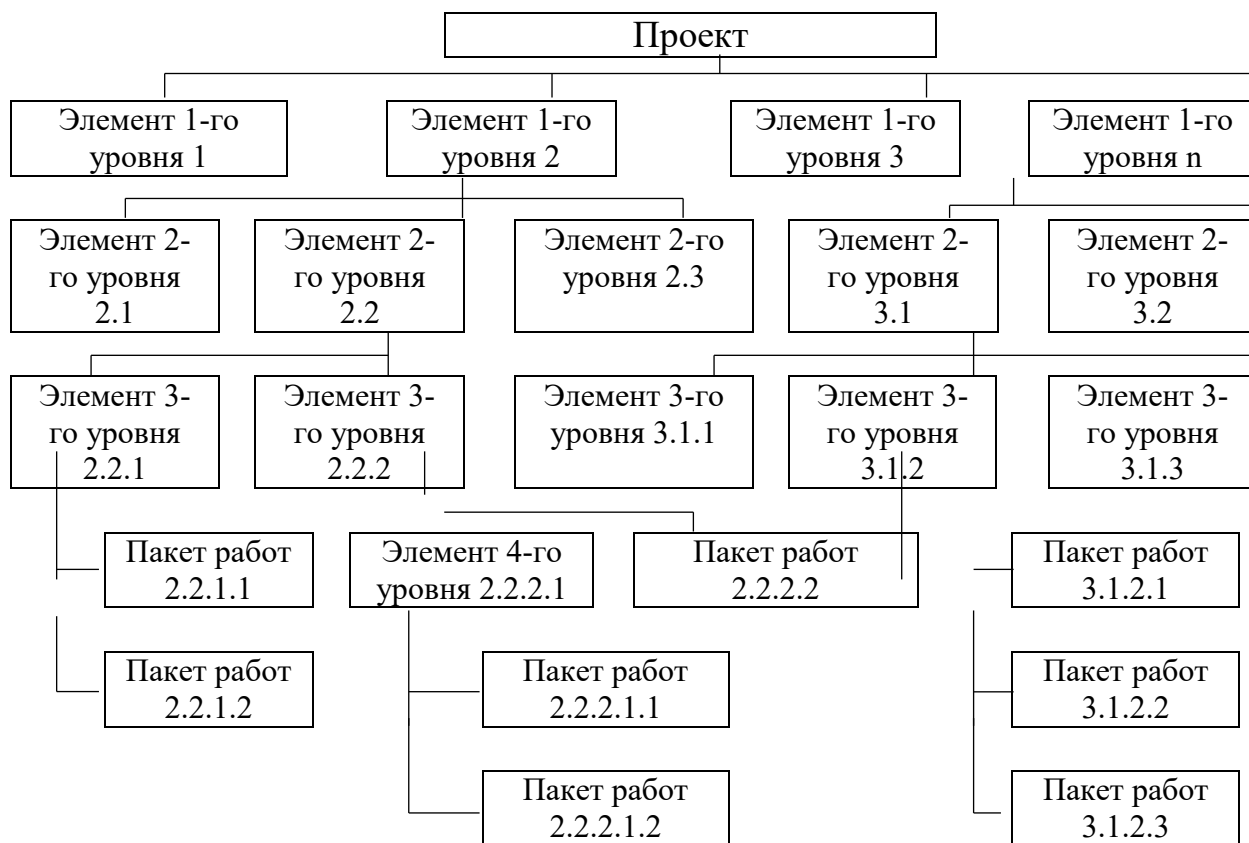 Проект
Элемент 1-го
уровня 1
Элемент 1-го
уровня 2
Элемент 1-го
уровня 3
Элемент 1-го
уровня n
Элемент 2-
го уровня
2.1
Элемент 2-
го уровня
2.2
Элемент 2-го
уровня 2.3
Элемент 2-
го уровня
3.1
Элемент 2-
го уровня
3.2
Элемент 3-
го уровня
2.2.1
Элемент 3-
го уровня
2.2.2
Элемент 3-го
уровня 3.1.1
Элемент 3-
го уровня
3.1.2
Элемент 3-
го уровня
3.1.3
Пакет работ
2.2.1.1
Элемент 4-го
уровня 2.2.2.1
Пакет работ
2.2.2.2
Пакет работ
3.1.2.1
Пакет работ
2.2.1.2
Пакет работ
2.2.2.1.1
Пакет работ
3.1.2.2
Пакет работ
2.2.2.1.2
Пакет работ
3.1.2.3